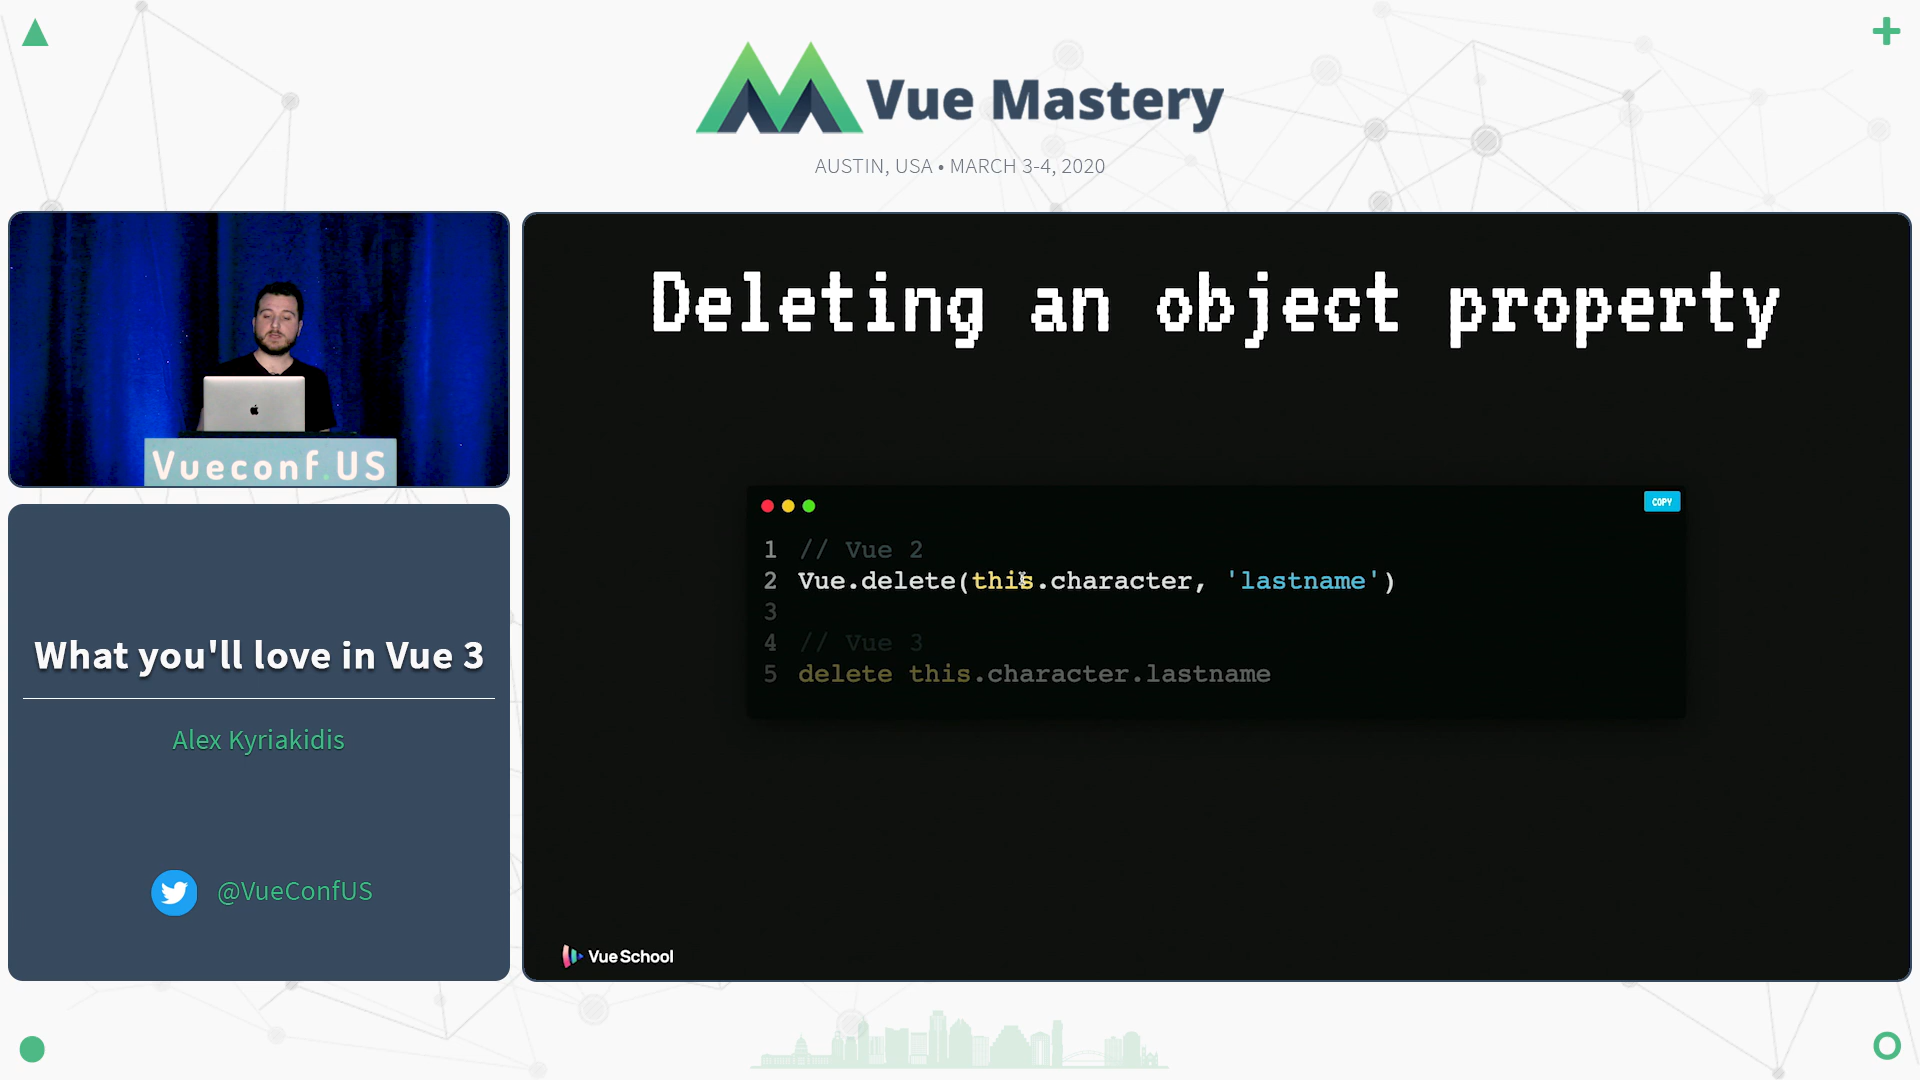 Vue Mastery
AUSTIN, USA • MARCH 3-4, 2020
Vueconf.US
What you'll love in Vue 3
Alex Kyriakidis
@VueConfUS
Deleting an object property
COPY
1 // Vue 2
2 Vue.delete(this.character, 'lastname')
3
4 // Vue 3
5 delete this.character.lastname
Vue School